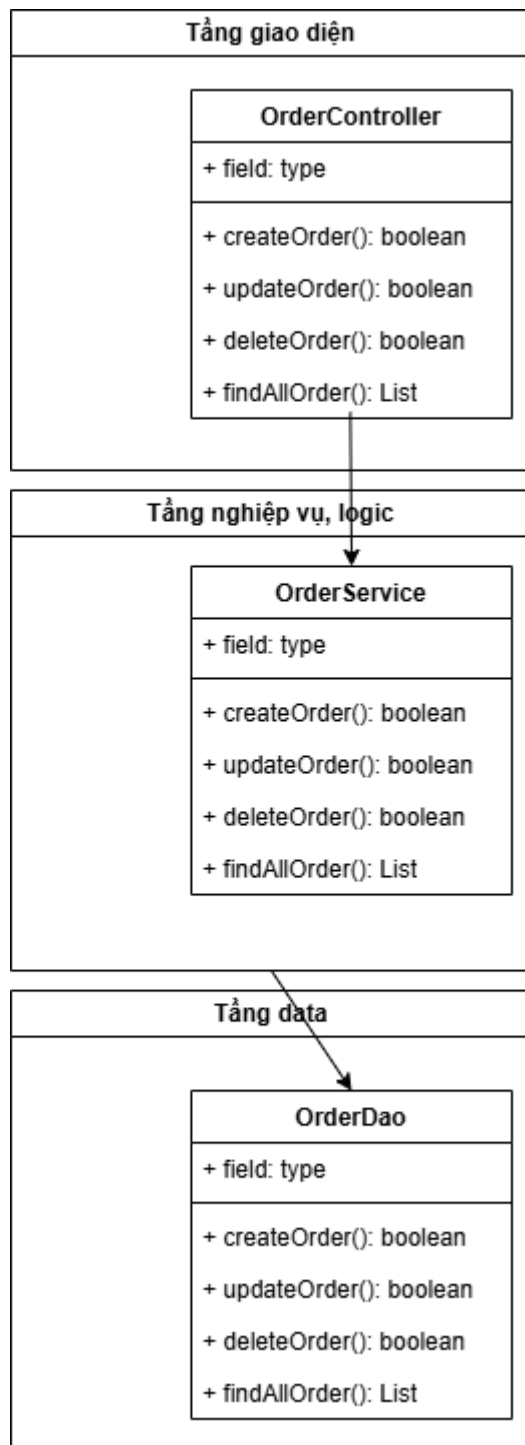 Tầng giao diện
OrderController
+ field: type
+ createOrder(): boolean
+ updateOrder(): boolean
+ deleteOrder(): boolean
+ findAllOrder(): List
Tầng nghiệp vụ, logic
OrderService
+ field: type
+ createOrder(): boolean
+ updateOrder(): boolean
+ deleteOrder(): boolean
+ findAllOrder(): List
Tầng data
OrderDao
+ field: type
+ createOrder(): boolean
+ updateOrder(): boolean
+ deleteOrder(): boolean
+ findAllOrder(): List